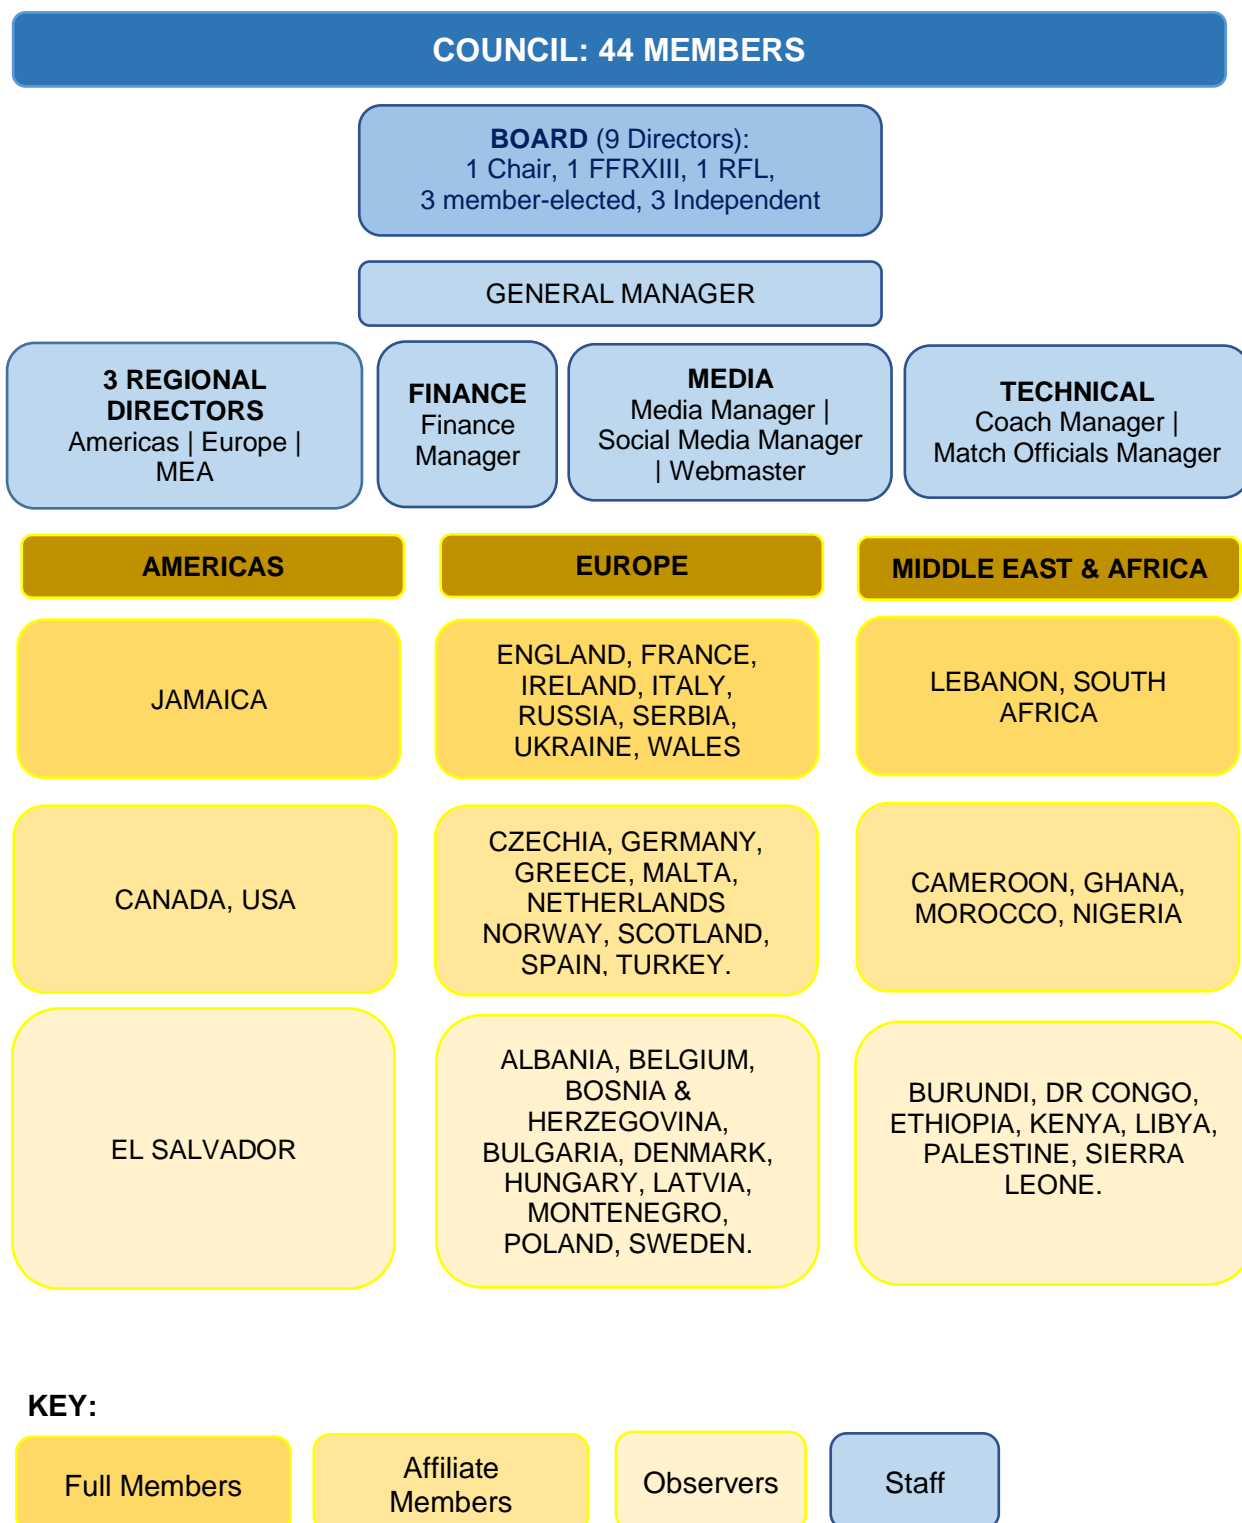 COUNCIL: 44 MEMBERS
BOARD (9 Directors):
1 Chair, 1 FFRXIII, 1 RFL,
3 member-elected, 3 Independent
GENERAL MANAGER
3 REGIONAL
DIRECTORS
Americas | Europe |
MEA
FINANCE
Finance
Manager
MEDIA
Media Manager |
Social Media Manager
| Webmaster
TECHNICAL
Coach Manager |
Match Officials Manager
AMERICAS
EUROPE
MIDDLE EAST & AFRICA
JAMAICA
ENGLAND, FRANCE,
IRELAND, ITALY,
RUSSIA, SERBIA,
UKRAINE, WALES
LEBANON, SOUTH
AFRICA
CANADA, USA
CZECHIA, GERMANY,
GREECE, MALTA,
NETHERLANDS
NORWAY, SCOTLAND,
SPAIN, TURKEY.
CAMEROON, GHANA,
MOROCCO, NIGERIA
EL SALVADOR
ALBANIA, BELGIUM,
BOSNIA &
HERZEGOVINA,
BULGARIA, DENMARK,
HUNGARY, LATVIA,
MONTENEGRO,
POLAND, SWEDEN.
BURUNDI, DR CONGO,
ETHIOPIA, KENYA, LIBYA,
PALESTINE, SIERRA
LEONE.
KEY:
Full Members
Affiliate
Members
Observers
Staff